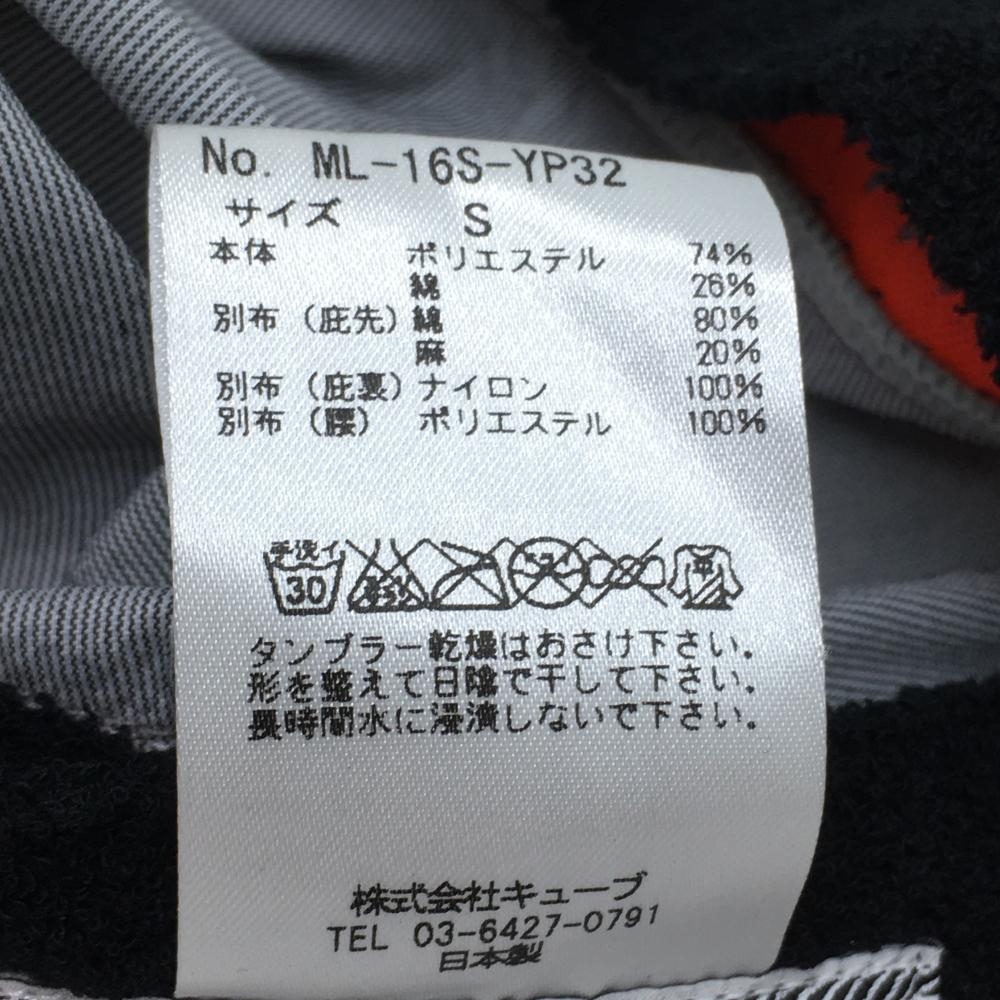 No. ML-16S-YP32
サイズ S
本体 ポリエステル 74%
綿 26%
別布（庇先）綿 80%
麻 20%
別布（庇裏）ナイロン 100%
別布（腰） ポリエステル 100%
手洗イ
30
タンブラー乾燥はおさけ下さい。
形を整えて日陰で干して下さい。
長時間水に浸漬しないで下さい。
株式会社キューブ
TEL 03-6427-0791
日本製